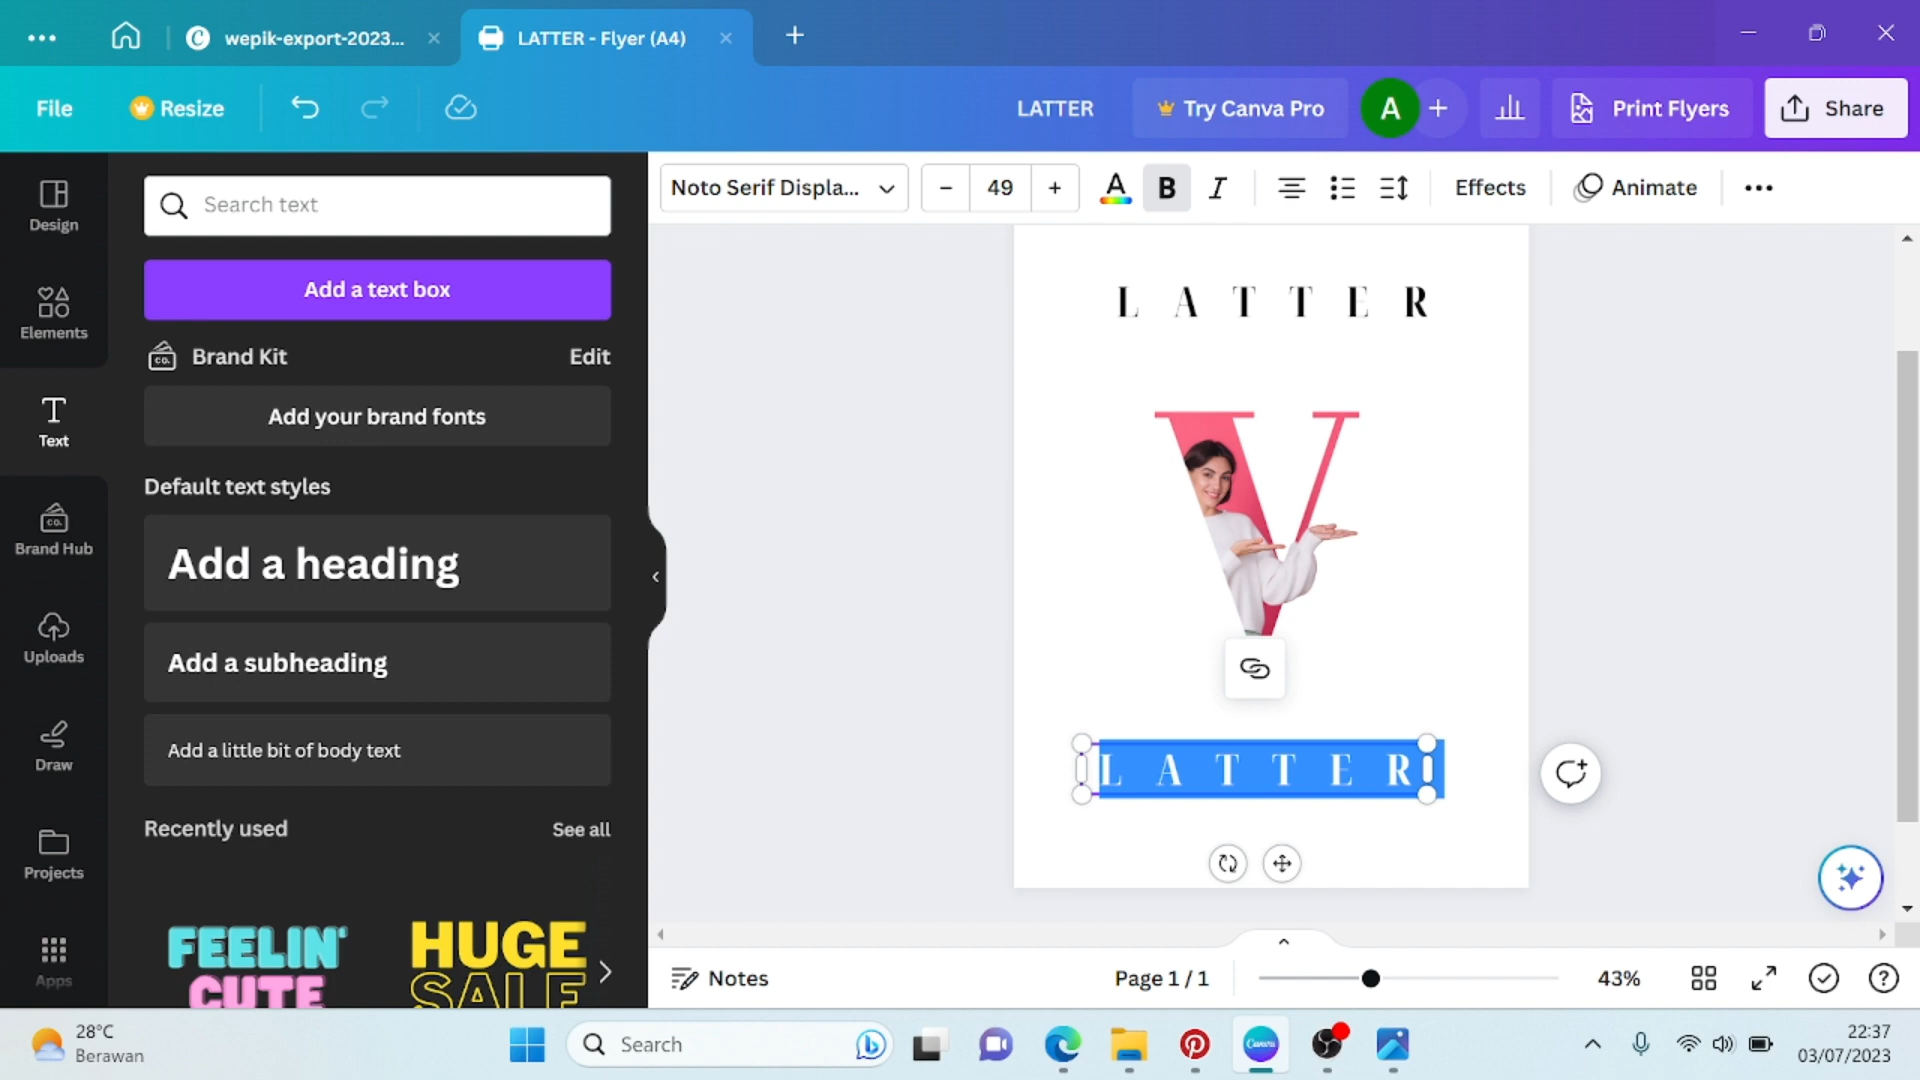 wepik-export-2023...
LATTER - Flyer (A4)
File
Resize
LATTER
Try Canva Pro
A
Print Flyers
Share
Design
Elements
Text
Brand Hub
Uploads
Draw
Projects
Apps
Search text
Add a text box
CO.
Brand Kit
Edit
Add your brand fonts
Default text styles
Add a heading
Add a subheading
Add a little bit of body text
Recently used
See all
FEELIN'
CUTE
HUGE
SALE
Noto Serif Displa...
49
A
B
I
Effects
Animate
L A T T E R
V
L A T T E R
Notes
Page 1 / 1
43%
28°C
Berawan
Search
Canva
22:37
03/07/2023